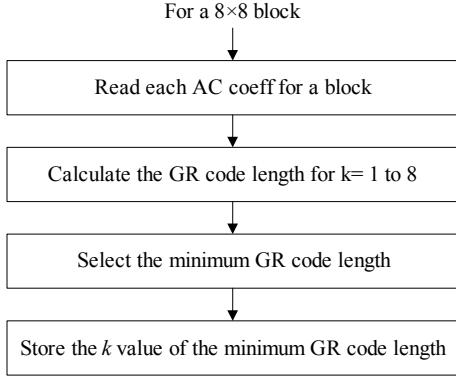 For a 8×8 block
Read each AC coeff for a block
Calculate the GR code length for k= 1 to 8
Select the minimum GR code length
Store the k value of the minimum GR code length